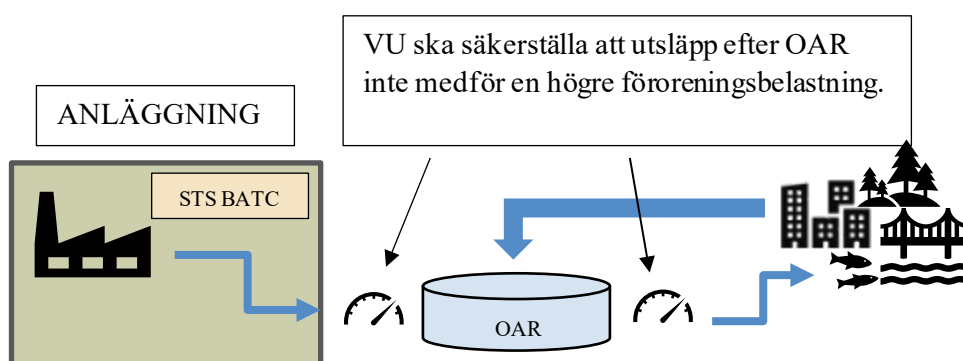 VU ska säkerställa att utsläpp efter OAR
inte medför en högre föroreningsbelastning.
ANLÄGGNING
STS BATC
OAR